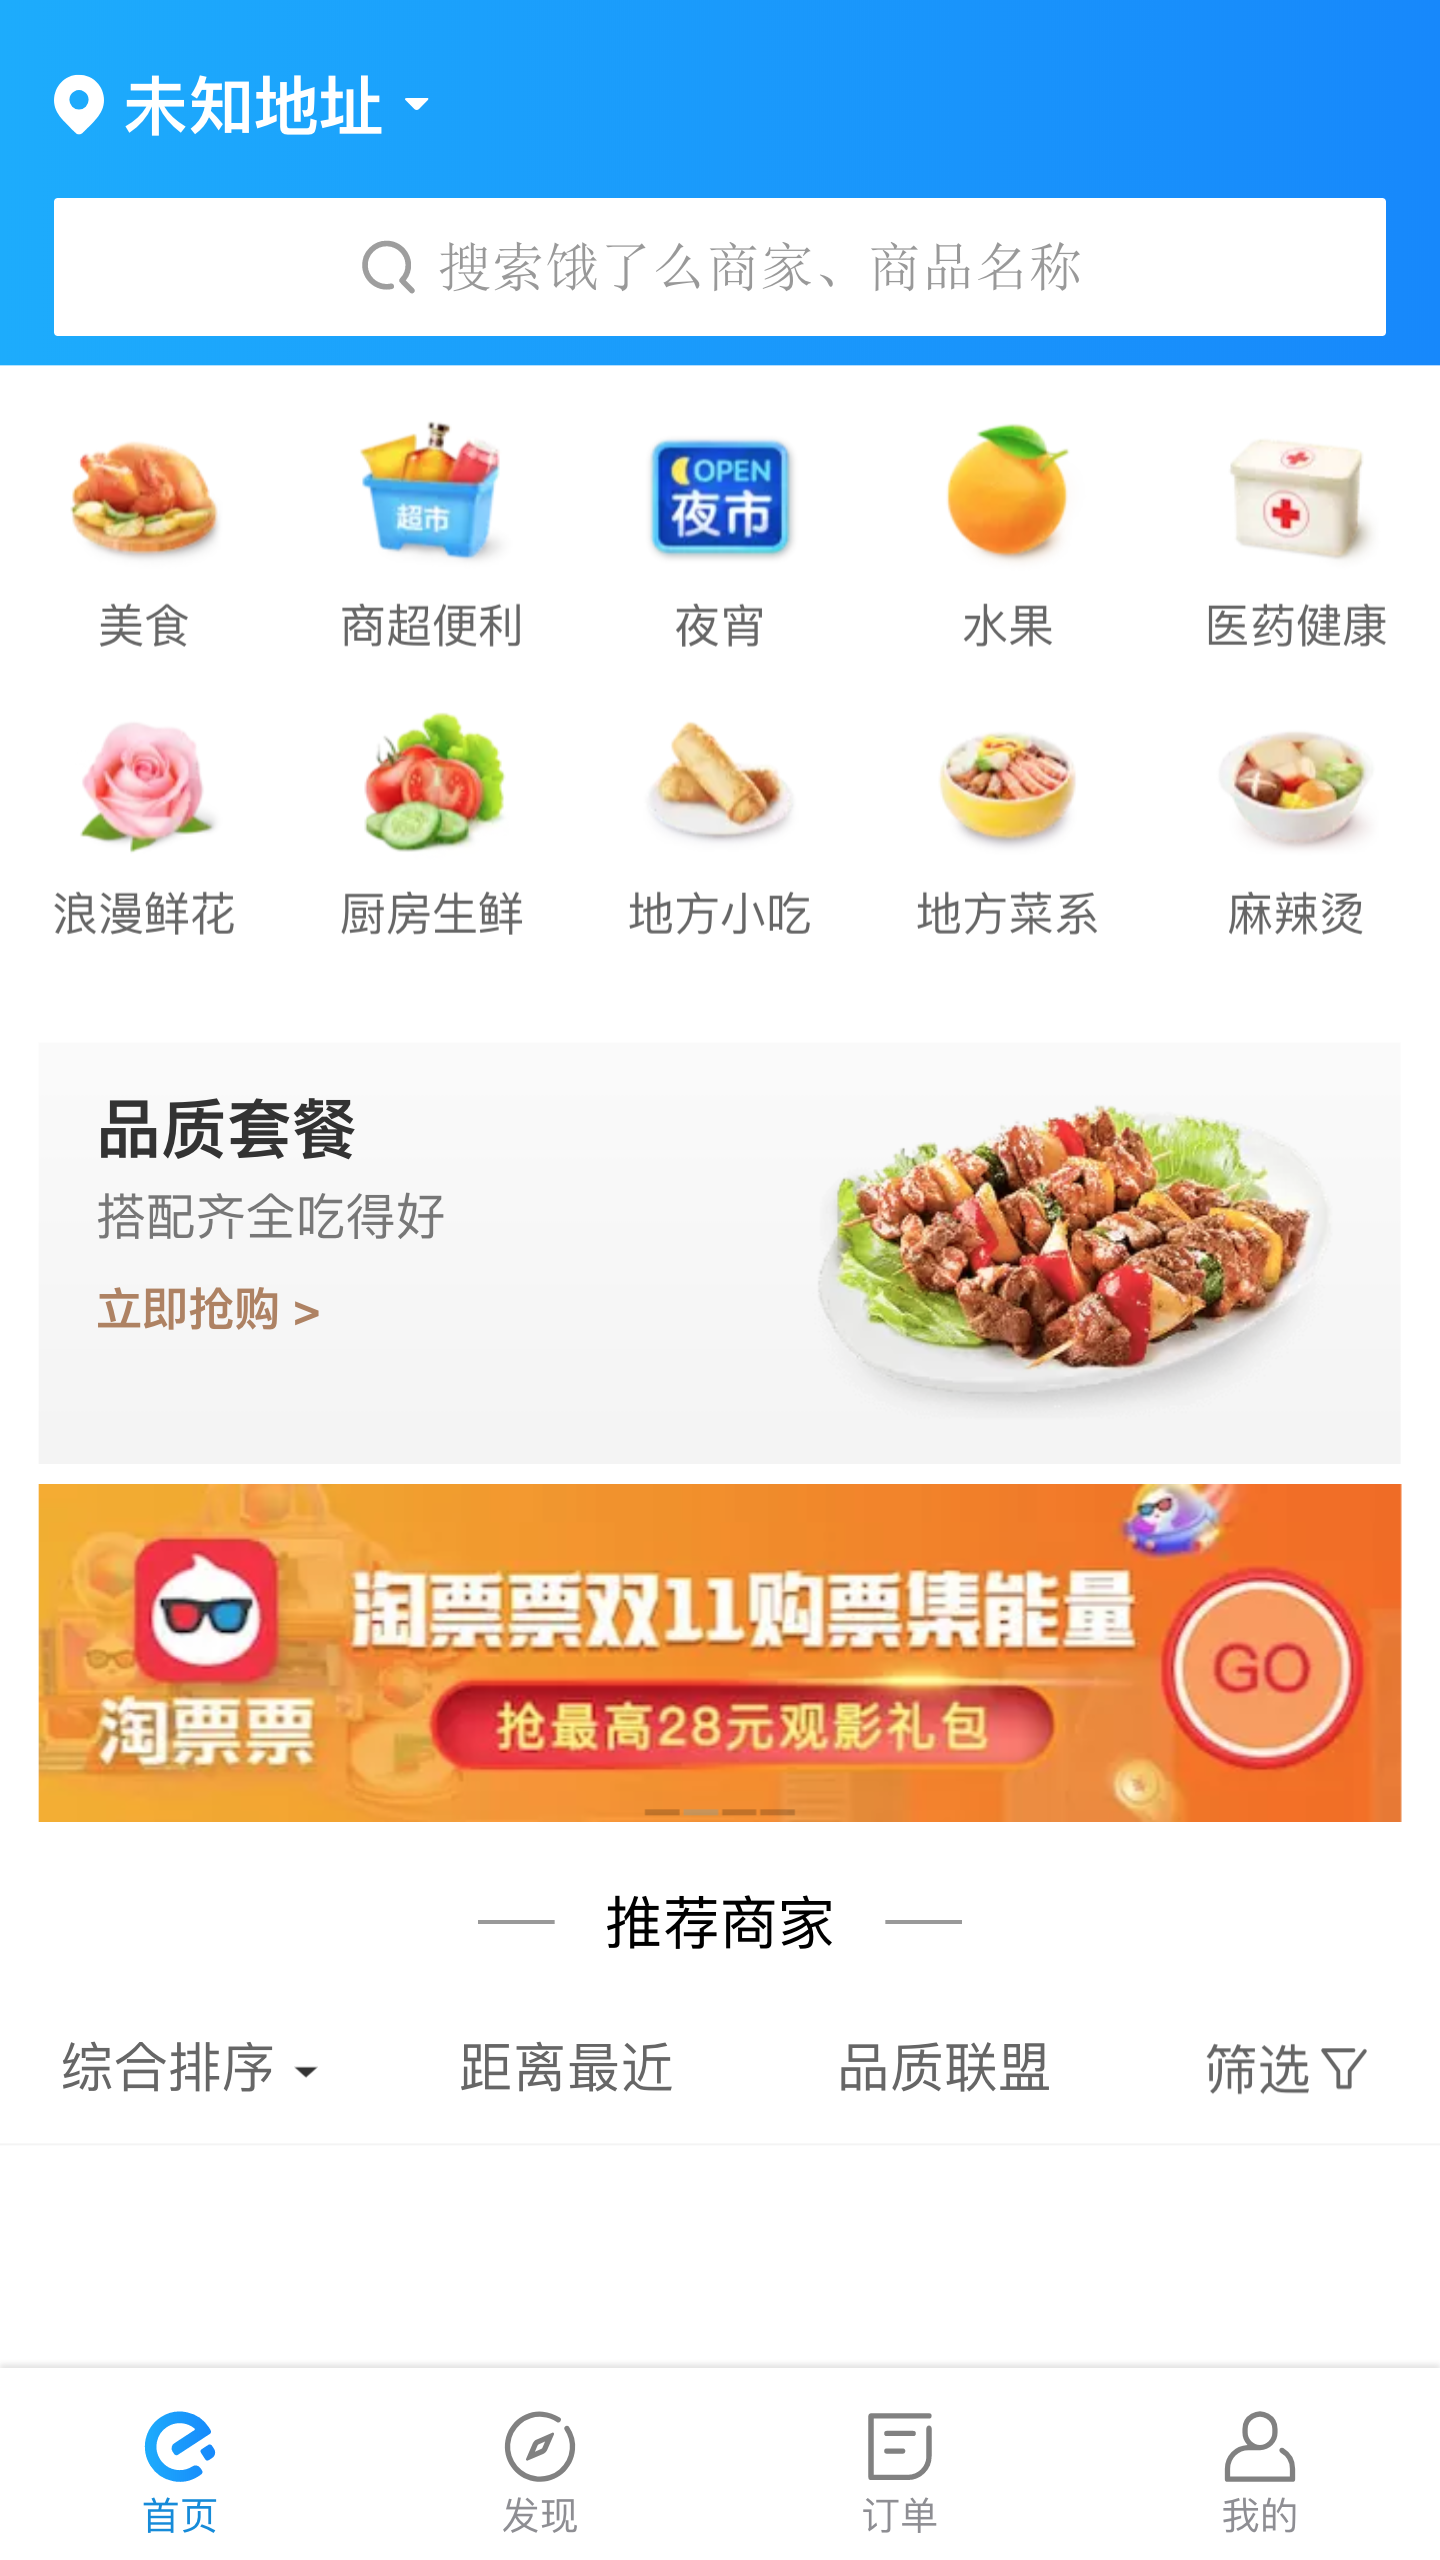 未知地址
搜索饿了么商家、商品名称
超市
OPEN
夜市
美食
商超便利
夜宵
水果
医药健康
浪漫鲜花
厨房生鲜
地方小吃
地方菜系
麻辣烫
品质套餐
搭配齐全吃得好
立即抢购 >
淘票票双11购票集能量
GO
淘票票
抢最高28元观影礼包
推荐商家
综合排序
距离最近
品质联盟
筛选
首页
发现
订单
我的